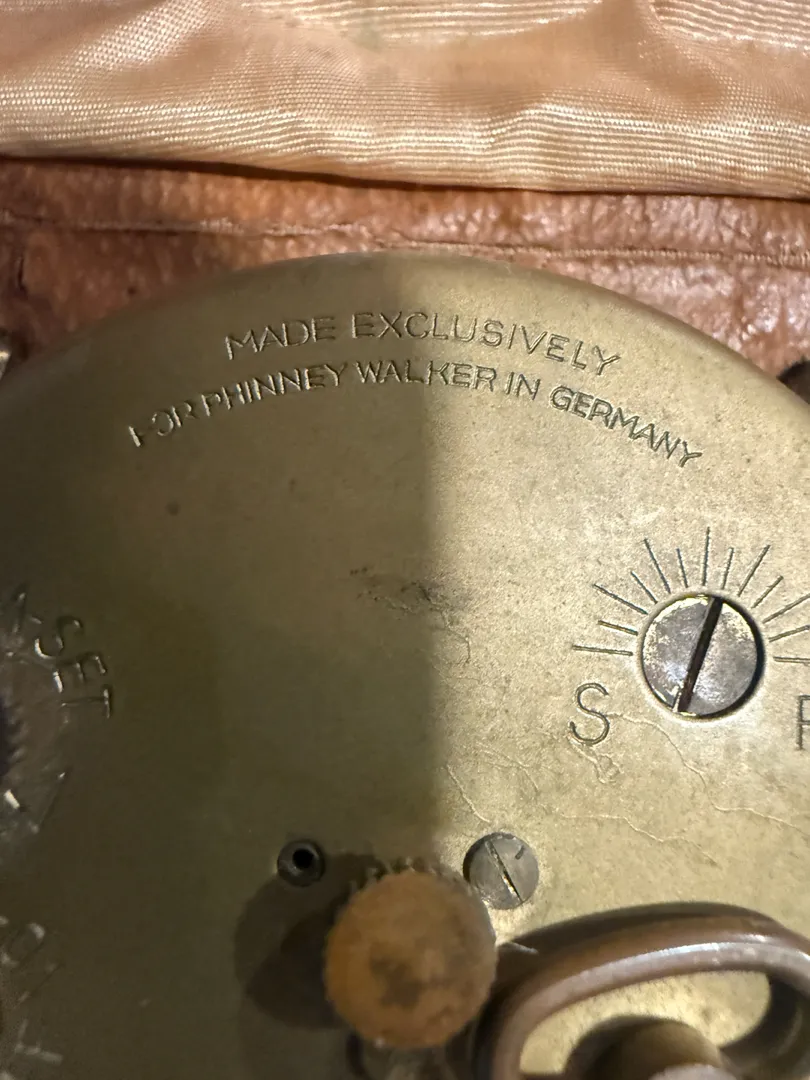 MADE EXCLUSIVELY
FOR PHINNEY WALKER IN GERMANY
SET
S